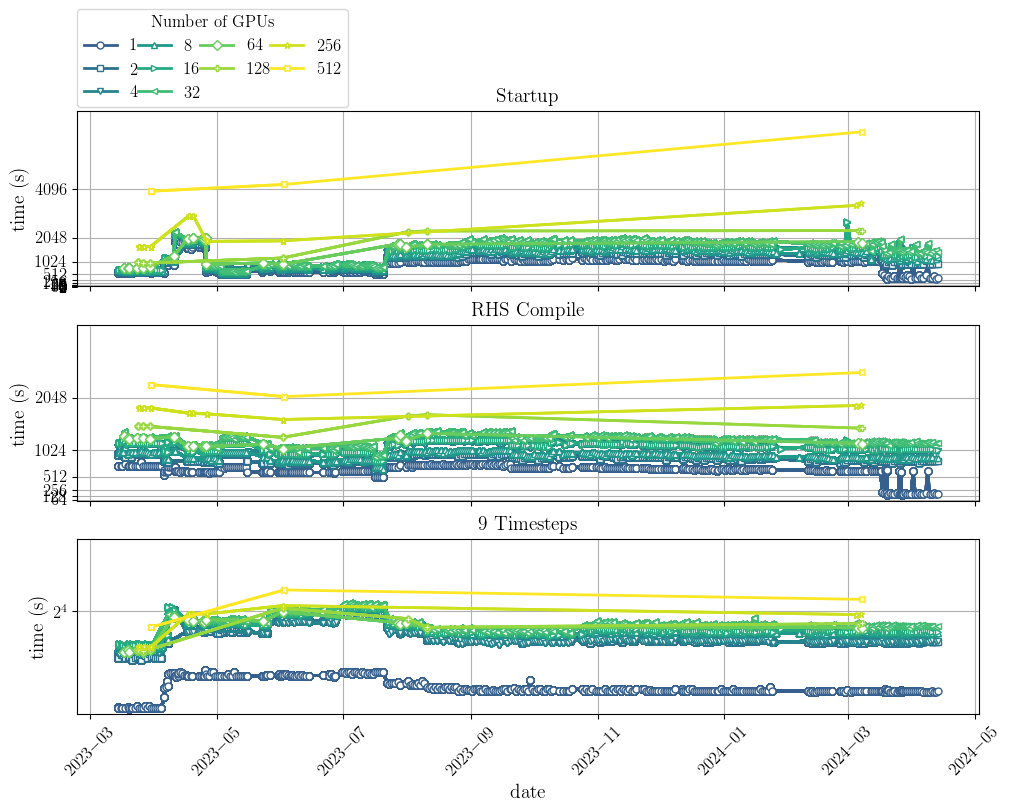 Number of GPUs
1 8 64 256
2 16 128 512
4 32
Startup
time (s)
4096
2048
1024
512
RHS Compile
time (s)
2048
1024
512
256
64
9 Timesteps
time (s)
2⁴
2023−03 2023−05 2023−07 2023−09 2023−11 2024−01 2024−03 2024−05
date